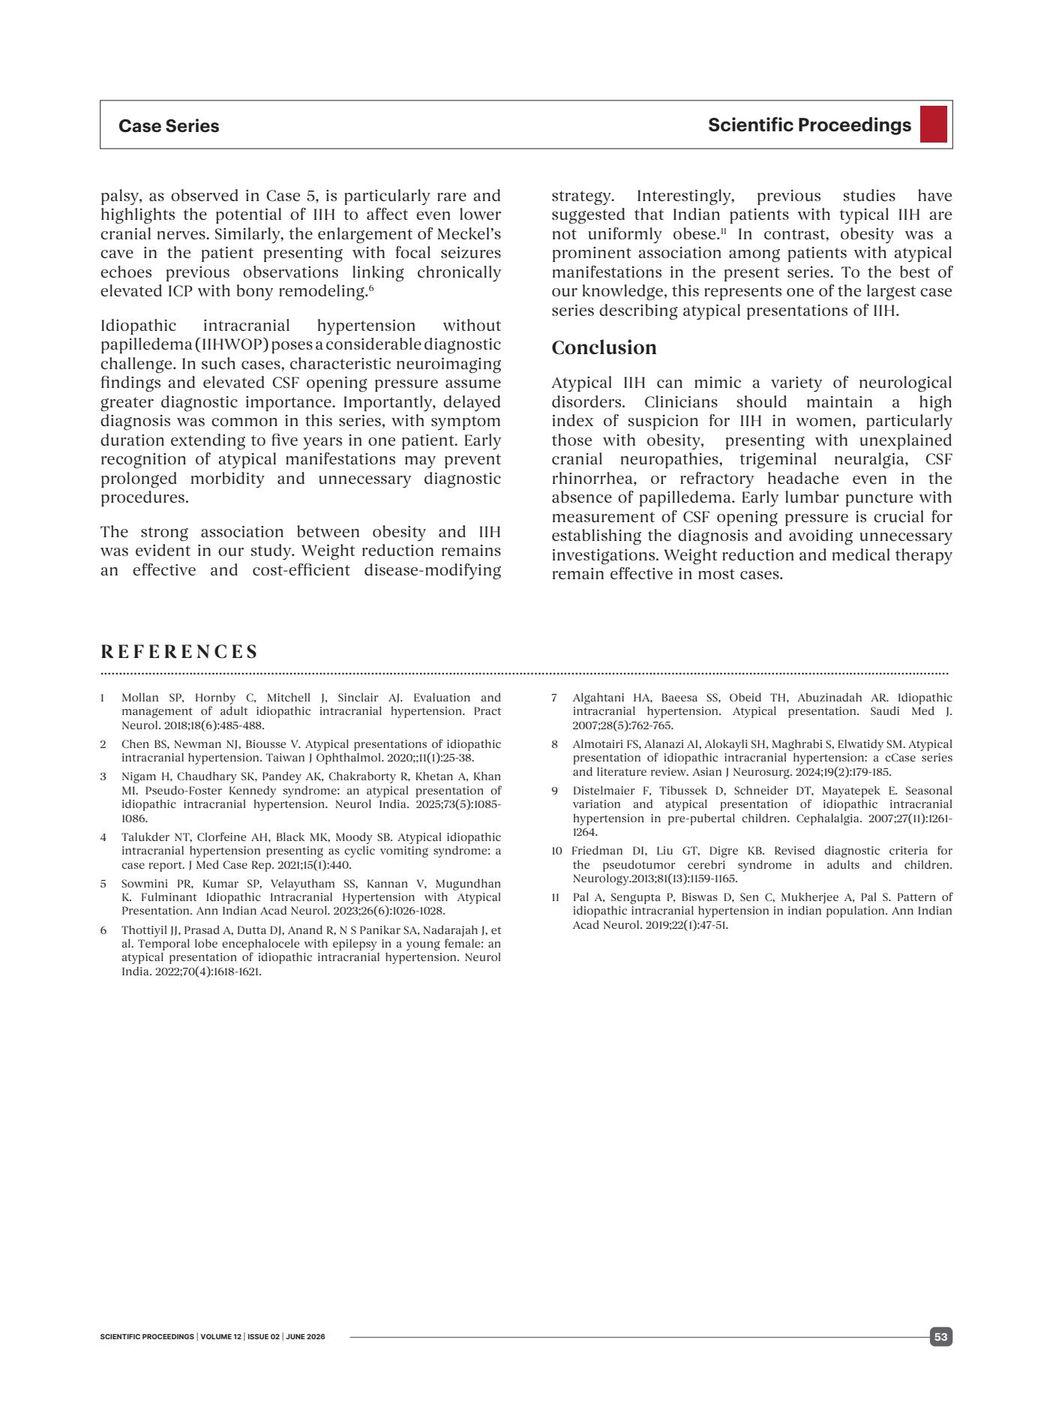 Case Series
Scientific Proceedings
palsy, as observed in Case 5, is particularly rare and
highlights the potential of IIH to affect even lower
cranial nerves. Similarly, the enlargement of Meckel's
cave in the patient presenting with focal seizures
echoes previous observations linking chronically
elevated ICP with bony remodeling.⁶
Idiopathic intracranial hypertension without
papilledema (IIHWOP) poses a considerable diagnostic
challenge. In such cases, characteristic neuroimaging
findings and elevated CSF opening pressure assume
greater diagnostic importance. Importantly, delayed
diagnosis was common in this series, with symptom
duration extending to five years in one patient. Early
recognition of atypical manifestations may prevent
prolonged morbidity and unnecessary diagnostic
procedures.
The strong association between obesity and IIH
was evident in our study. Weight reduction remains
an effective and cost-efficient disease-modifying
strategy. Interestingly, previous studies have
suggested that Indian patients with typical IIH are
not uniformly obese.¹¹ In contrast, obesity was a
prominent association among patients with atypical
manifestations in the present series. To the best of
our knowledge, this represents one of the largest case
series describing atypical presentations of IIH.
Conclusion
Atypical IIH can mimic a variety of neurological
disorders. Clinicians should maintain a high
index of suspicion for IIH in women, particularly
those with obesity, presenting with unexplained
cranial neuropathies, trigeminal neuralgia, CSF
rhinorrhea, or refractory headache even in the
absence of papilledema. Early lumbar puncture with
measurement of CSF opening pressure is crucial for
establishing the diagnosis and avoiding unnecessary
investigations. Weight reduction and medical therapy
remain effective in most cases.
REFERENCES
1 Mollan SP, Hornby C, Mitchell J, Sinclair AJ. Evaluation and
management of adult idiopathic intracranial hypertension. Pract
Neurol. 2018;18(6):485-488.
2 Chen BS, Newman NJ, Biousse V. Atypical presentations of idiopathic
intracranial hypertension. Taiwan J Ophthalmol. 2020;;11(1):25-38.
3 Nigam H, Chaudhary SK, Pandey AK, Chakraborty R, Khetan A, Khan
MI. Pseudo-Foster Kennedy syndrome: an atypical presentation of
idiopathic intracranial hypertension. Neurol India. 2025;73(5):1085-
1086.
4 Talukder NT, Clorfeine AH, Black MK, Moody SB. Atypical idiopathic
intracranial hypertension presenting as cyclic vomiting syndrome: a
case report. J Med Case Rep. 2021;15(1):440.
5 Sowmini PR, Kumar SP, Velayutham SS, Kannan V, Mugundhan
K. Fulminant Idiopathic Intracranial Hypertension with Atypical
Presentation. Ann Indian Acad Neurol. 2023;26(6):1026-1028.
6 Thottiyil JJ, Prasad A, Dutta DJ, Anand R, N S Panikar SA, Nadarajah J, et
al. Temporal lobe encephalocele with epilepsy in a young female: an
atypical presentation of idiopathic intracranial hypertension. Neurol
India. 2022;70(4):1618-1621.
7 Algahtani HA, Baeesa SS, Obeid TH, Abuzinadah AR. Idiopathic
intracranial hypertension. Atypical presentation. Saudi Med J.
2007;28(5):762-765.
8 Almotairi FS, Alanazi AI, Alokayli SH, Maghrabi S, Elwatidy SM. Atypical
presentation of idiopathic intracranial hypertension: a cCase series
and literature review. Asian J Neurosurg. 2024;19(2):179-185.
9 Distelmaier F, Tibussek D, Schneider DT, Mayatepek E. Seasonal
variation and atypical presentation of idiopathic intracranial
hypertension in pre-pubertal children. Cephalalgia. 2007;27(11):1261-
1264.
10 Friedman DI, Liu GT, Digre KB. Revised diagnostic criteria for
the pseudotumor cerebri syndrome in adults and children.
Neurology.2013;81(13):1159-1165.
11 Pal A, Sengupta P, Biswas D, Sen C, Mukherjee A, Pal S. Pattern of
idiopathic intracranial hypertension in indian population. Ann Indian
Acad Neurol. 2019;22(1):47-51.
SCIENTIFIC PROCEEDINGS | VOLUME 12 | ISSUE 02 | JUNE 2026
53